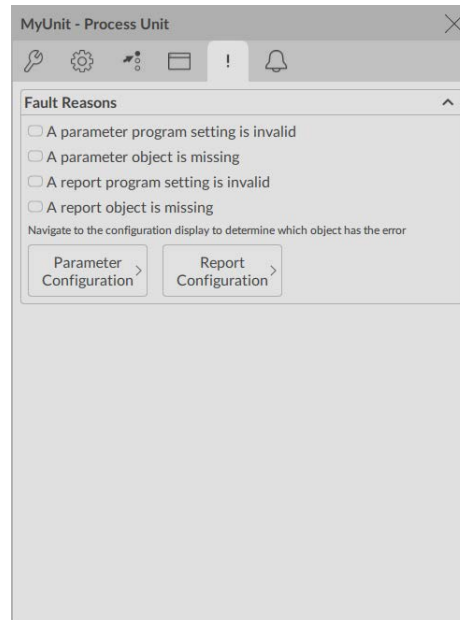 MyUnit - Process Unit
!
Fault Reasons
A parameter program setting is invalid
A parameter object is missing
A report program setting is invalid
A report object is missing
Navigate to the configuration display to determine which object has the error
Parameter
Configuration
Report
Configuration